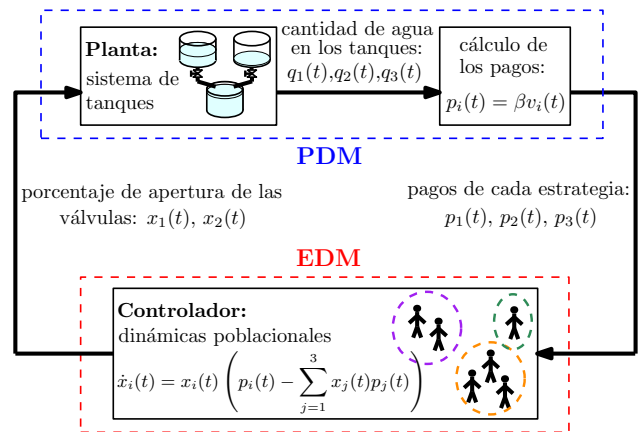 Planta:
sistema de
tanques
cantidad de agua
en los tanques:
q₁(t),q₂(t),q₃(t)
cálculo de
los pagos:
pᵢ(t) = βvᵢ(t)
PDM
porcentaje de apertura de las
válvulas: x₁(t), x₂(t)
pagos de cada estrategia:
p₁(t), p₂(t), p₃(t)
EDM
Controlador:
dinámicas poblacionales
ẋᵢ(t) = xᵢ(t) (pᵢ(t) − ∑_{j=1}^{3} xⱼ(t)pⱼ(t))